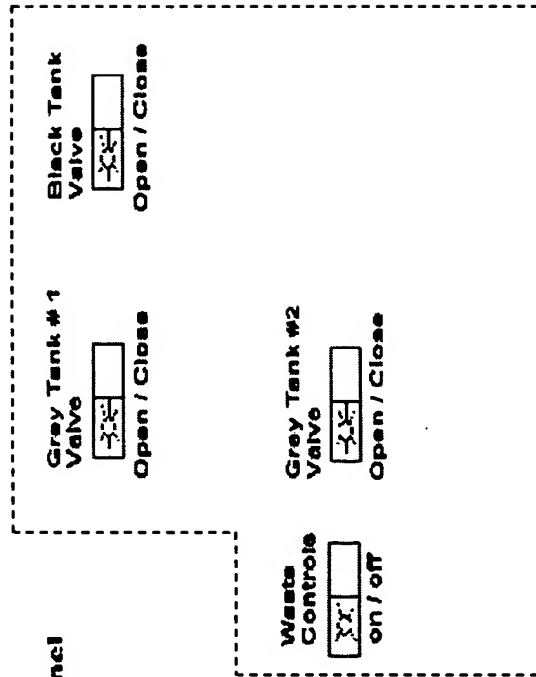 Black Tank
Valve
Open / Close
Grey Tank #1
Valve
Open / Close
Grey Tank #2
Valve
Open / Close
Waste
Controls
on / off